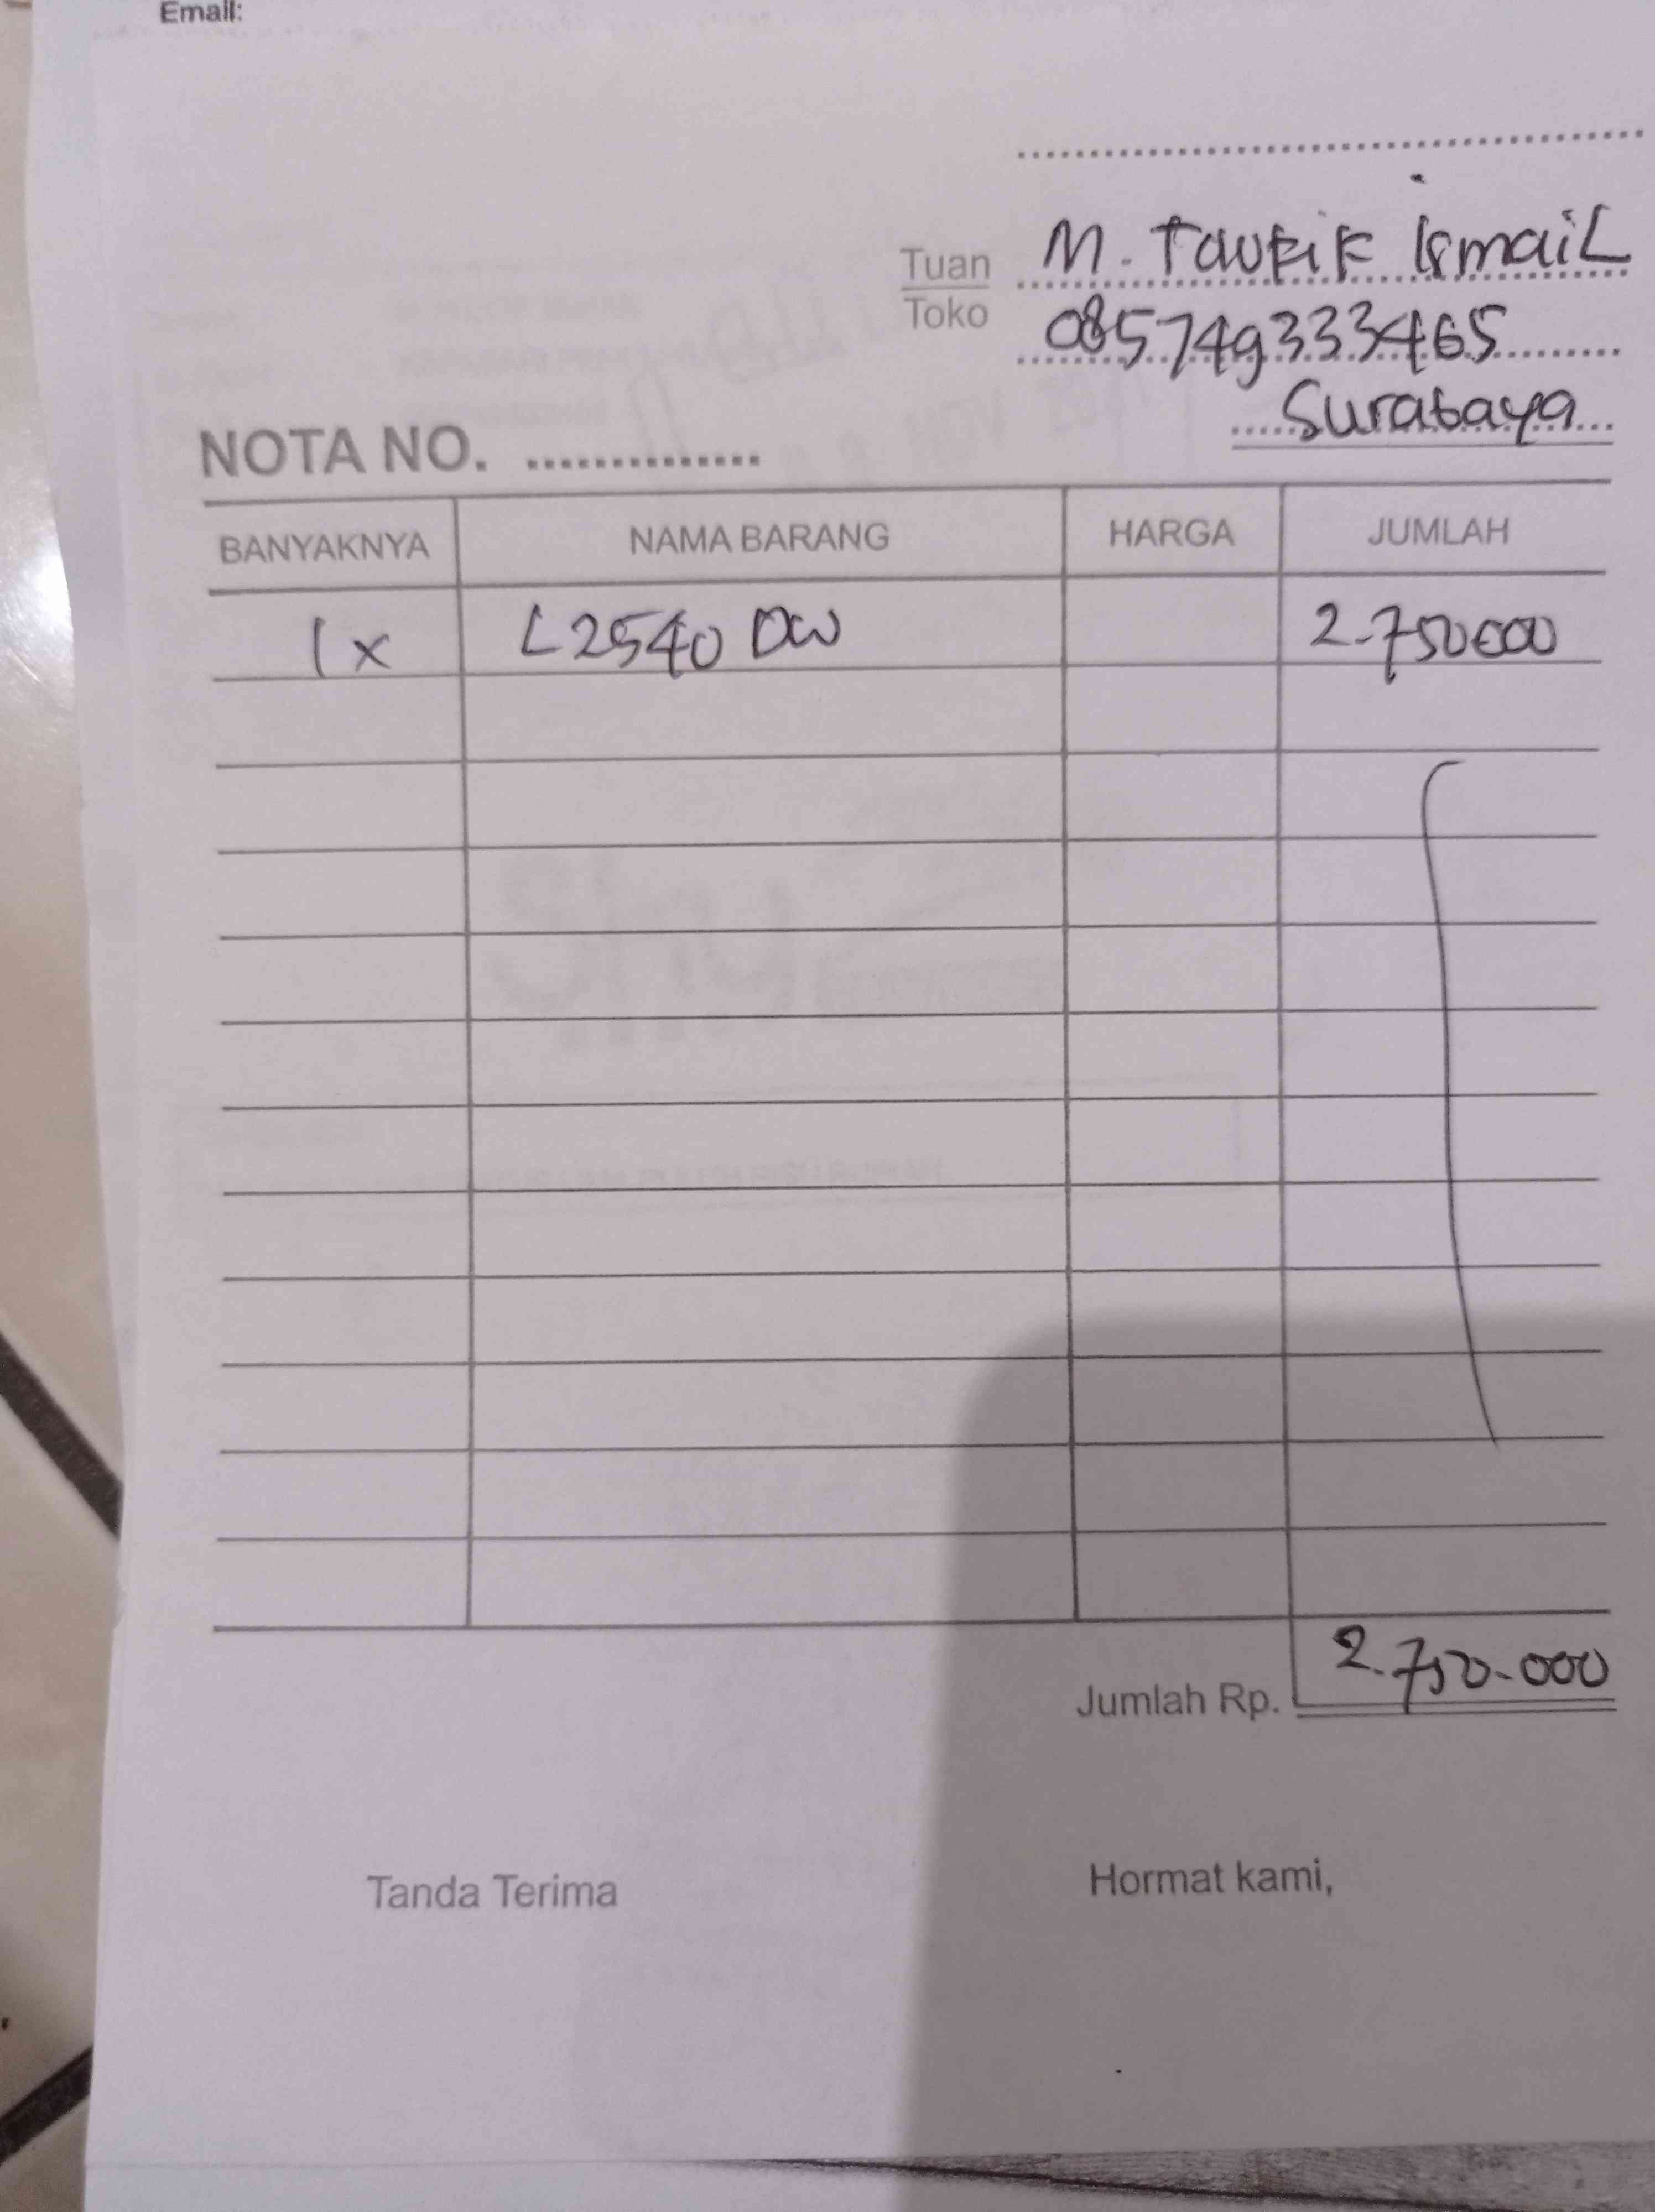 Email:
Tuan M. Taufik Ismail
Toko 085749333465
Surabaya
NOTA NO. ..............
BANYAKNYA NAMA BARANG HARGA JUMLAH
1x L2540 DW 2.750000
Jumlah Rp. 2.750.000
Tanda Terima Hormat kami,